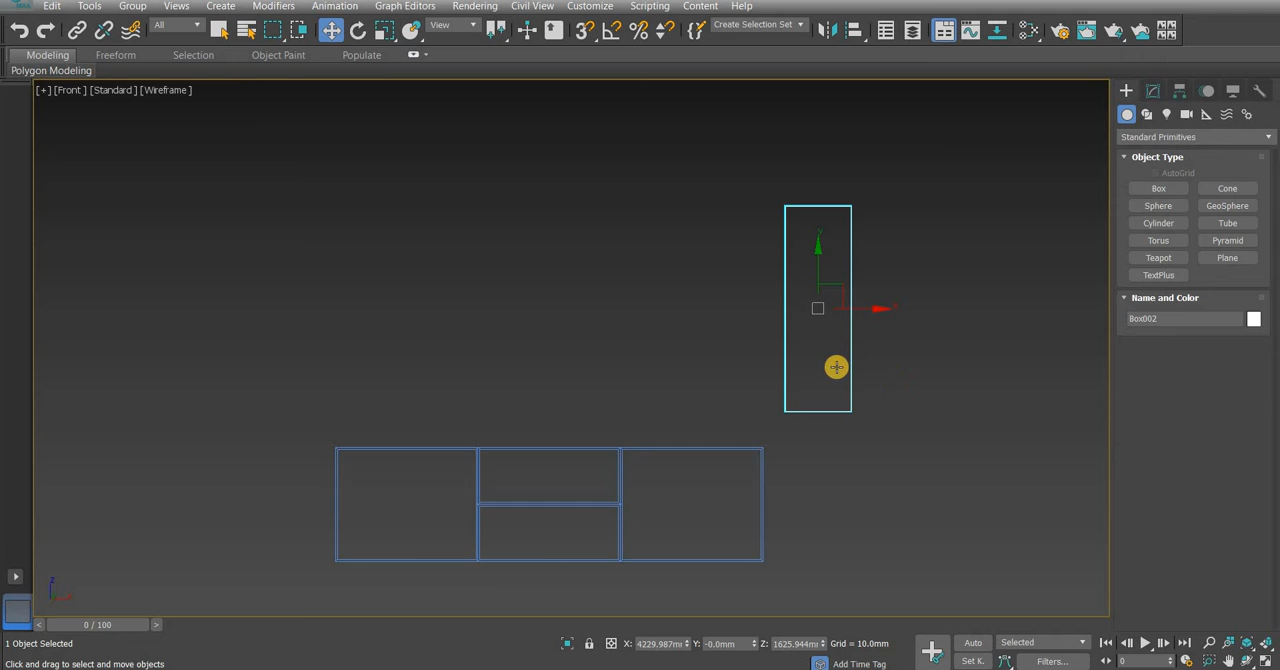 Edit Tools Group Views Create Modifiers Animation Graph Editors Rendering Civil View Customize Scripting Content Help
All View Create Selection Set
Modeling Freeform Selection Object Paint Populate
Polygon Modeling
[+] [Front ] [Standard ] [Wireframe ]
Standard Primitives
Object Type
AutoGrid
Box Cone
Sphere GeoSphere
Cylinder Tube
Torus Pyramid
Teapot Plane
TextPlus
Name and Color
Box002
y
x
z
0 / 100
1 Object Selected X: 4229.987m Y: -0.0mm Z: 1625.944m Grid = 10.0mm Auto Selected
Click and drag to select and move objects Add Time Tag Set K. Filters... 0